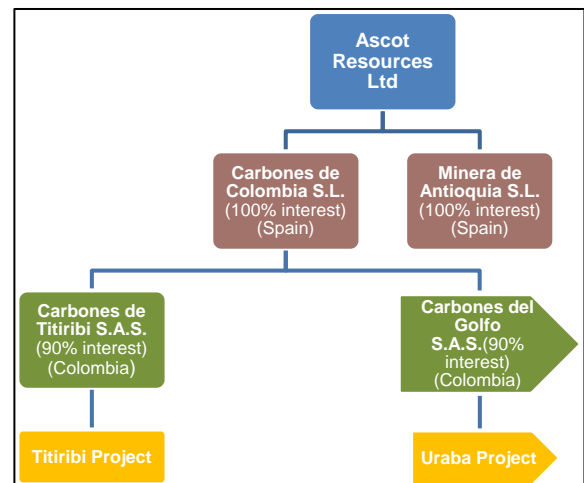 Ascot
Resources
Ltd
Carbones de
Colombia S.L.
(100% interest)
(Spain)
Minera de
Antioquia S.L.
(100% interest)
(Spain)
Carbones de
Titiribi S.A.S.
(90% interest)
(Colombia)
Carbones del
Golfo
S.A.S.(90%
interest)
(Colombia)
Titiribi Project
Uraba Project